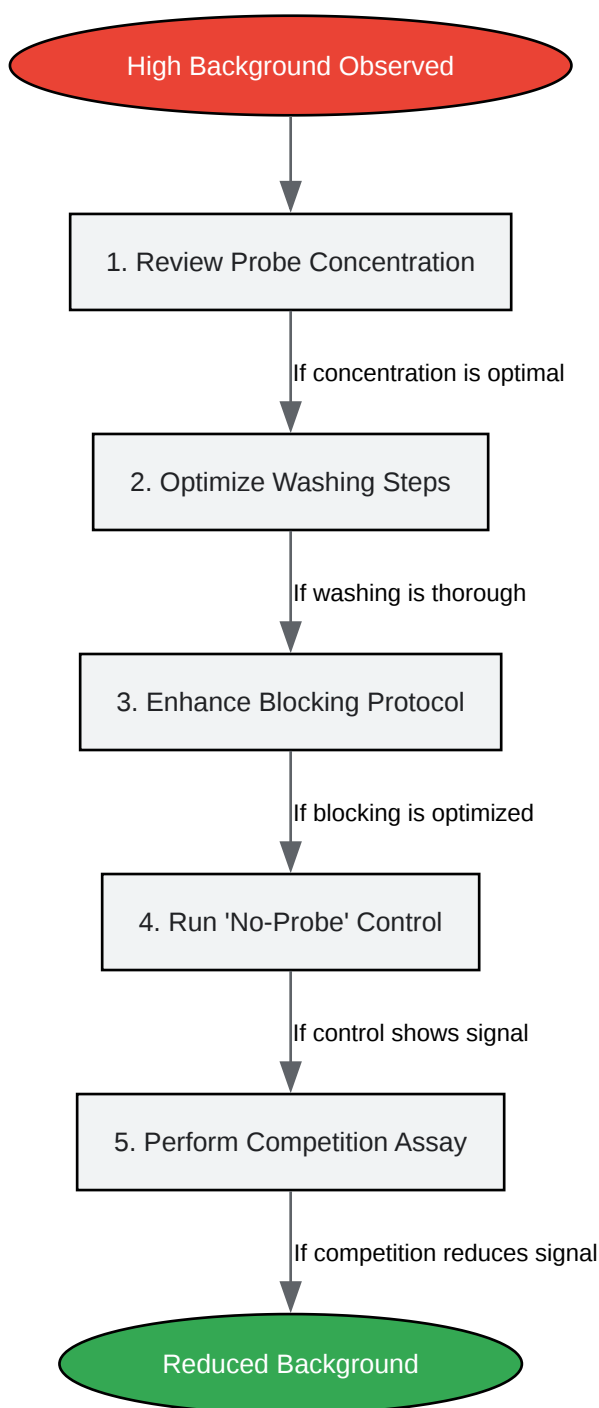 High Background Observed
1. Review Probe Concentration
If concentration is optimal
2. Optimize Washing Steps
If washing is thorough
3. Enhance Blocking Protocol
If blocking is optimized
4. Run 'No-Probe' Control
If control shows signal
5. Perform Competition Assay
If competition reduces signal
Reduced Background